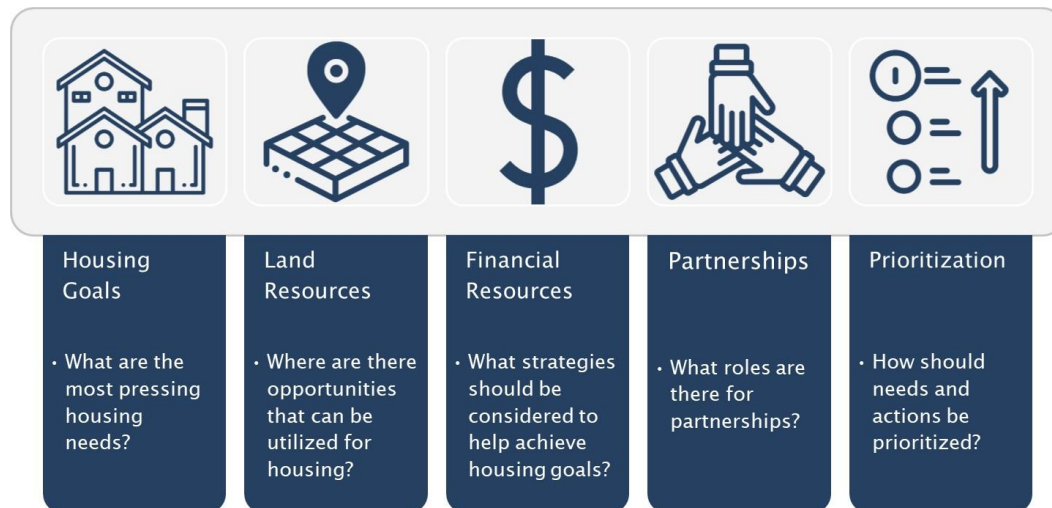 Housing
Goals
• What are the
most pressing
housing
needs?
Land
Resources
• Where are there
opportunities
that can be
utilized for
housing?
Financial
Resources
• What strategies
should be
considered to
help achieve
housing goals?
Partnerships
• What roles are
there for
partnerships?
Prioritization
• How should
needs and
actions be
prioritized?